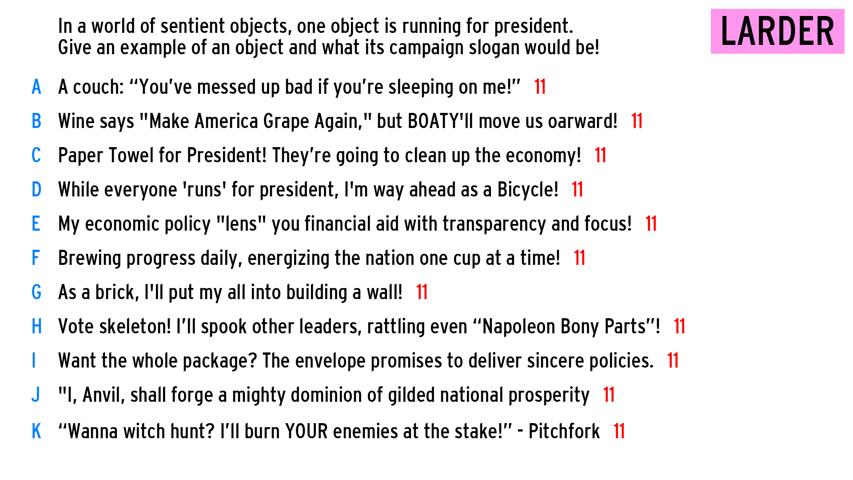 In a world of sentient objects, one object is running for president.
Give an example of an object and what its campaign slogan would be!
LARDER
A A couch: “You’ve messed up bad if you’re sleeping on me!” 11
B Wine says "Make America Grape Again," but BOATY'll move us oarward! 11
C Paper Towel for President! They’re going to clean up the economy! 11
D While everyone 'runs' for president, I'm way ahead as a Bicycle! 11
E My economic policy "lens" you financial aid with transparency and focus! 11
F Brewing progress daily, energizing the nation one cup at a time! 11
G As a brick, I'll put my all into building a wall! 11
H Vote skeleton! I’ll spook other leaders, rattling even “Napoleon Bony Parts”! 11
I Want the whole package? The envelope promises to deliver sincere policies. 11
J "I, Anvil, shall forge a mighty dominion of gilded national prosperity 11
K “Wanna witch hunt? I’ll burn YOUR enemies at the stake!” - Pitchfork 11